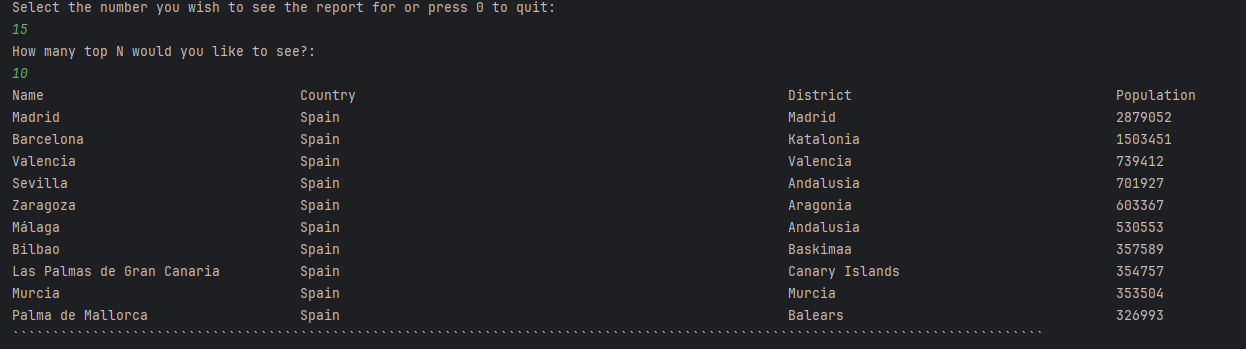 Select the number you wish to see the report for or press 0 to quit:
15
How many top N would you like to see?:
10
Name Country District Population
Madrid Spain Madrid 2879052
Barcelona Spain Katalonia 1503451
Valencia Spain Valencia 739412
Sevilla Spain Andalusia 701927
Zaragoza Spain Aragonia 603367
Málaga Spain Andalusia 530553
Bilbao Spain Baskimaa 357589
Las Palmas de Gran Canaria Spain Canary Islands 354757
Murcia Spain Murcia 353504
Palma de Mallorca Spain Balears 326993
`````````````````````````````````````````````````````````````````````````````````````````````````````````````````````````````````